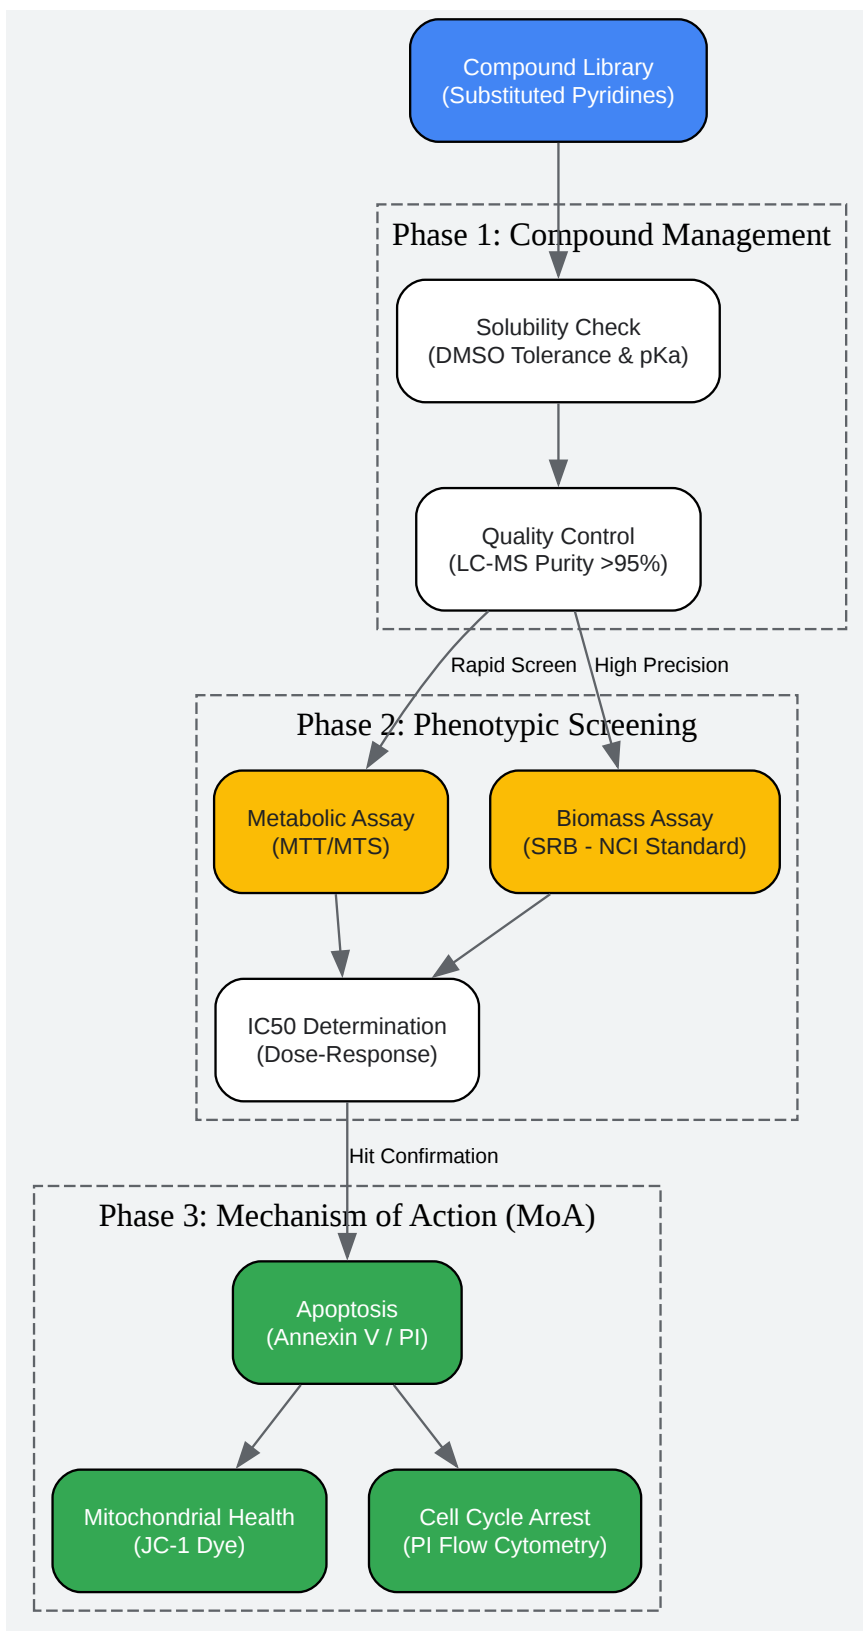 Compound Library
(Substituted Pyridines)
Phase 1: Compound Management
Solubility Check
(DMSO Tolerance & pKa)
Quality Control
(LC-MS Purity >95%)
Rapid Screen
High Precision
Phase 2: Phenotypic Screening
Metabolic Assay
(MTT/MTS)
Biomass Assay
(SRB - NCI Standard)
IC50 Determination
(Dose-Response)
Hit Confirmation
Phase 3: Mechanism of Action (MoA)
Apoptosis
(Annexin V / PI)
Mitochondrial Health
(JC-1 Dye)
Cell Cycle Arrest
(PI Flow Cytometry)